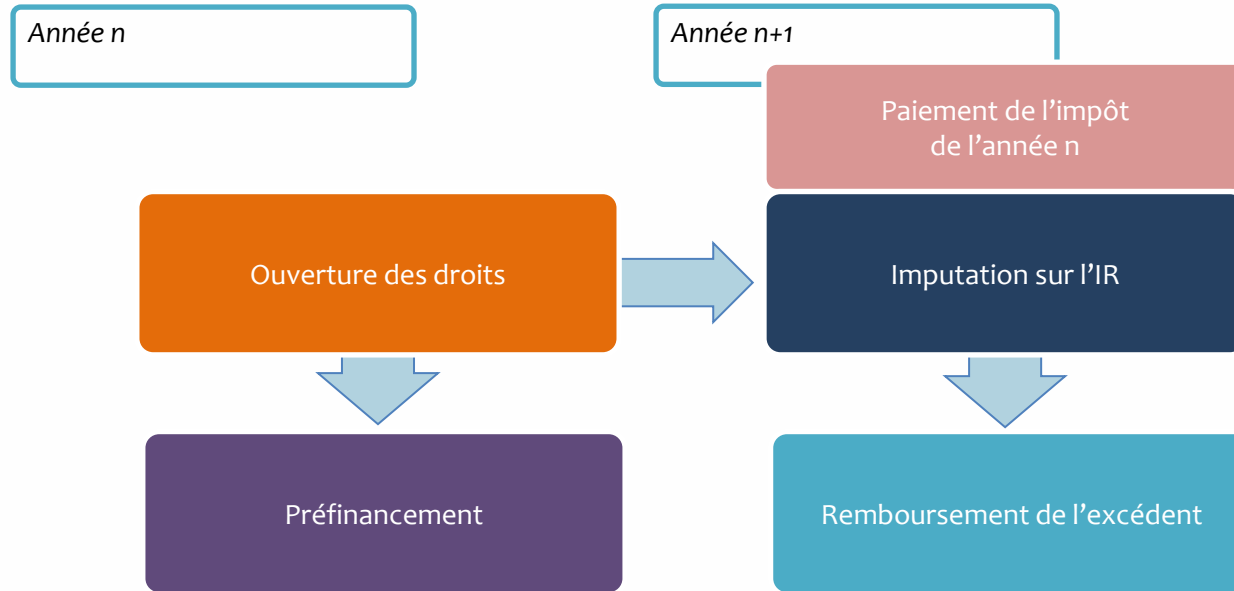 Année n
Année n+1
Paiement de l’impôt
de l’année n
Ouverture des droits
Imputation sur l’IR
Préfinancement
Remboursement de l’excédent